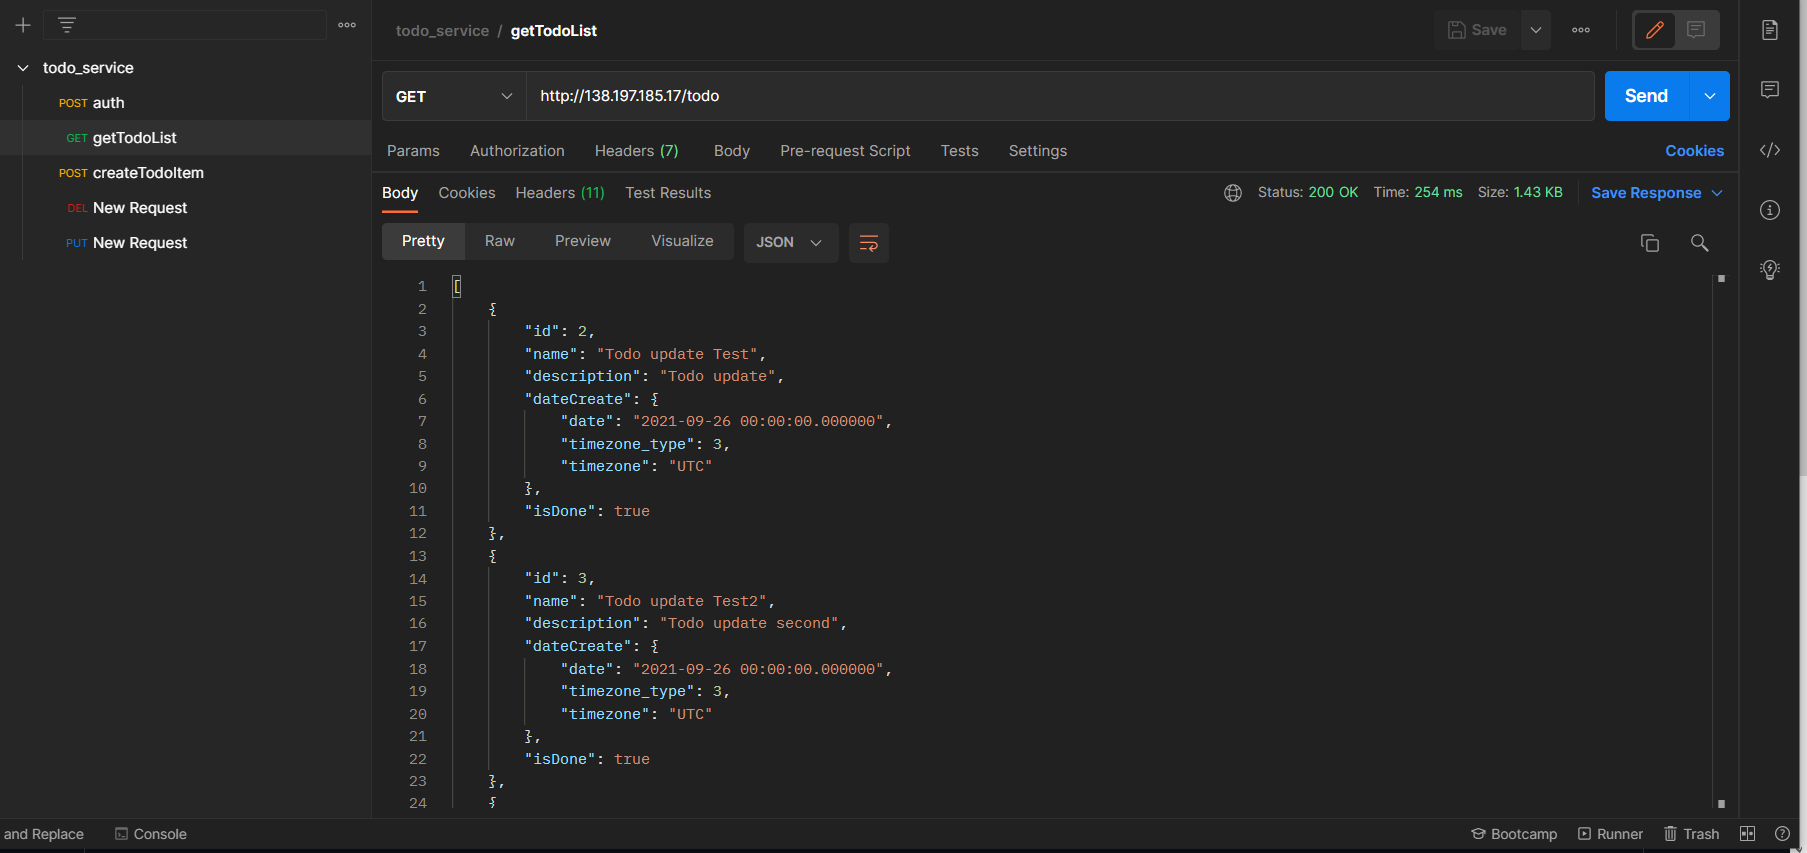 todo_service / getTodoList
Save
todo_service
POST auth
GET getTodoList
POST createTodoItem
DEL New Request
PUT New Request
GET
http://138.197.185.17/todo
Send
Params Authorization Headers (7) Body Pre-request Script Tests Settings Cookies
Body Cookies Headers (11) Test Results Status: 200 OK Time: 254 ms Size: 1.43 KB Save Response
Pretty Raw Preview Visualize JSON
1 [
2 {
3 "id": 2,
4 "name": "Todo update Test",
5 "description": "Todo update",
6 "dateCreate": {
7 "date": "2021-09-26 00:00:00.000000",
8 "timezone_type": 3,
9 "timezone": "UTC"
10 },
11 "isDone": true
12 },
13 {
14 "id": 3,
15 "name": "Todo update Test2",
16 "description": "Todo update second",
17 "dateCreate": {
18 "date": "2021-09-26 00:00:00.000000",
19 "timezone_type": 3,
20 "timezone": "UTC"
21 },
22 "isDone": true
23 },
24 {
and Replace Console Bootcamp Runner Trash